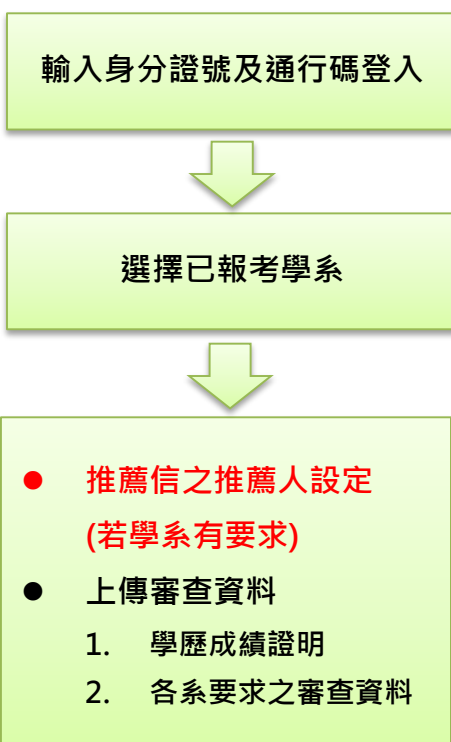 輸入身分證號及通行碼登入
選擇已報考學系
● 推薦信之推薦人設定
(若學系有要求)
● 上傳審查資料
1. 學歷成績證明
2. 各系要求之審查資料